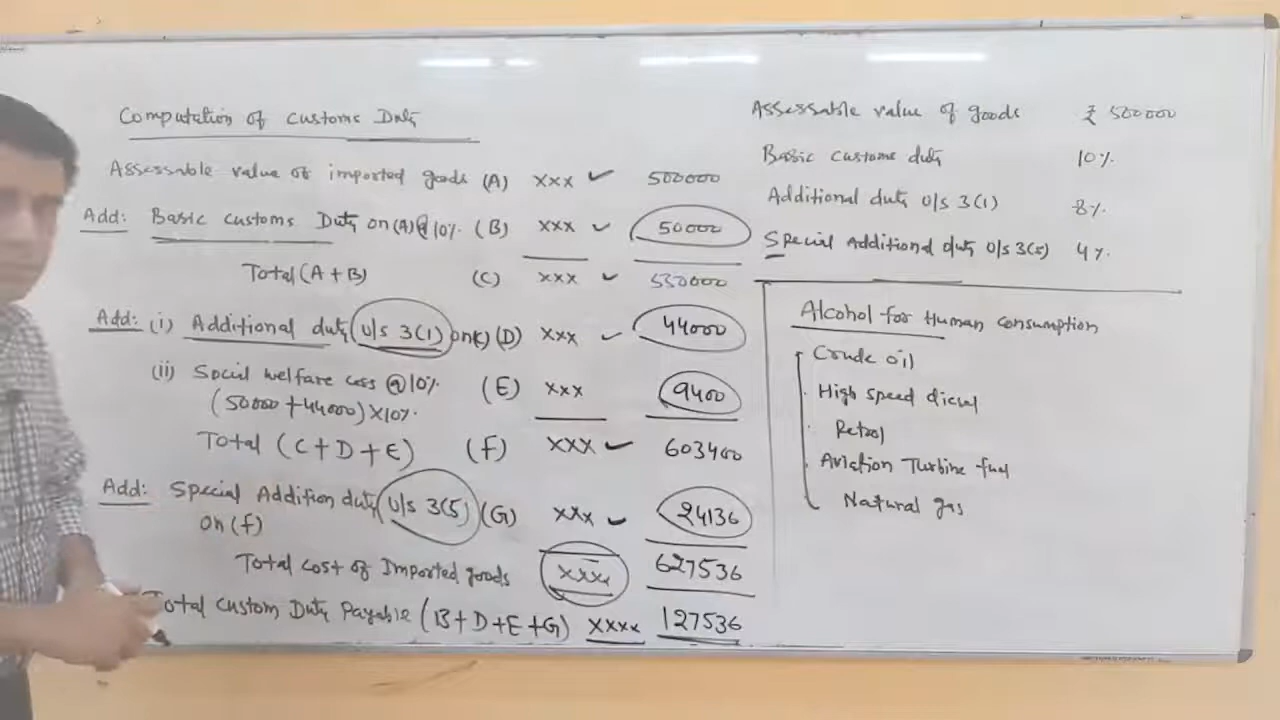 Computation of Customs Duty
Assessable value of imported goods (A) xxx ✓ 500000
Add: Basic Customs Duty on (A) @ 10% (B) xxx ✓ 50000
Total (A+B) (C) xxx ✓ 550000
Add: (i) Additional duty U/s 3(1) on (C) (D) xxx ✓ 44000
(ii) Social welfare cess @ 10% (E) xxx 9400
(50000+44000)×10%.
Total (C+D+E) (F) xxx ✓ 603400
Add: Special Addition duty U/s 3(5) (G) xxx ✓ 24136
on (F)
Total cost of Imported goods xxxx 627536
Total Custom Duty Payable (B+D+E+G) xxxx 127536
Assessable value of goods ₹ 500000
Basic customs duty 10%.
Additional duty U/s 3(1) 8%.
Special Additional duty U/s 3(5) 4%.
Alcohol for Human Consumption
Crude oil
High speed diesel
Petrol
Aviation Turbine fuel
Natural gas